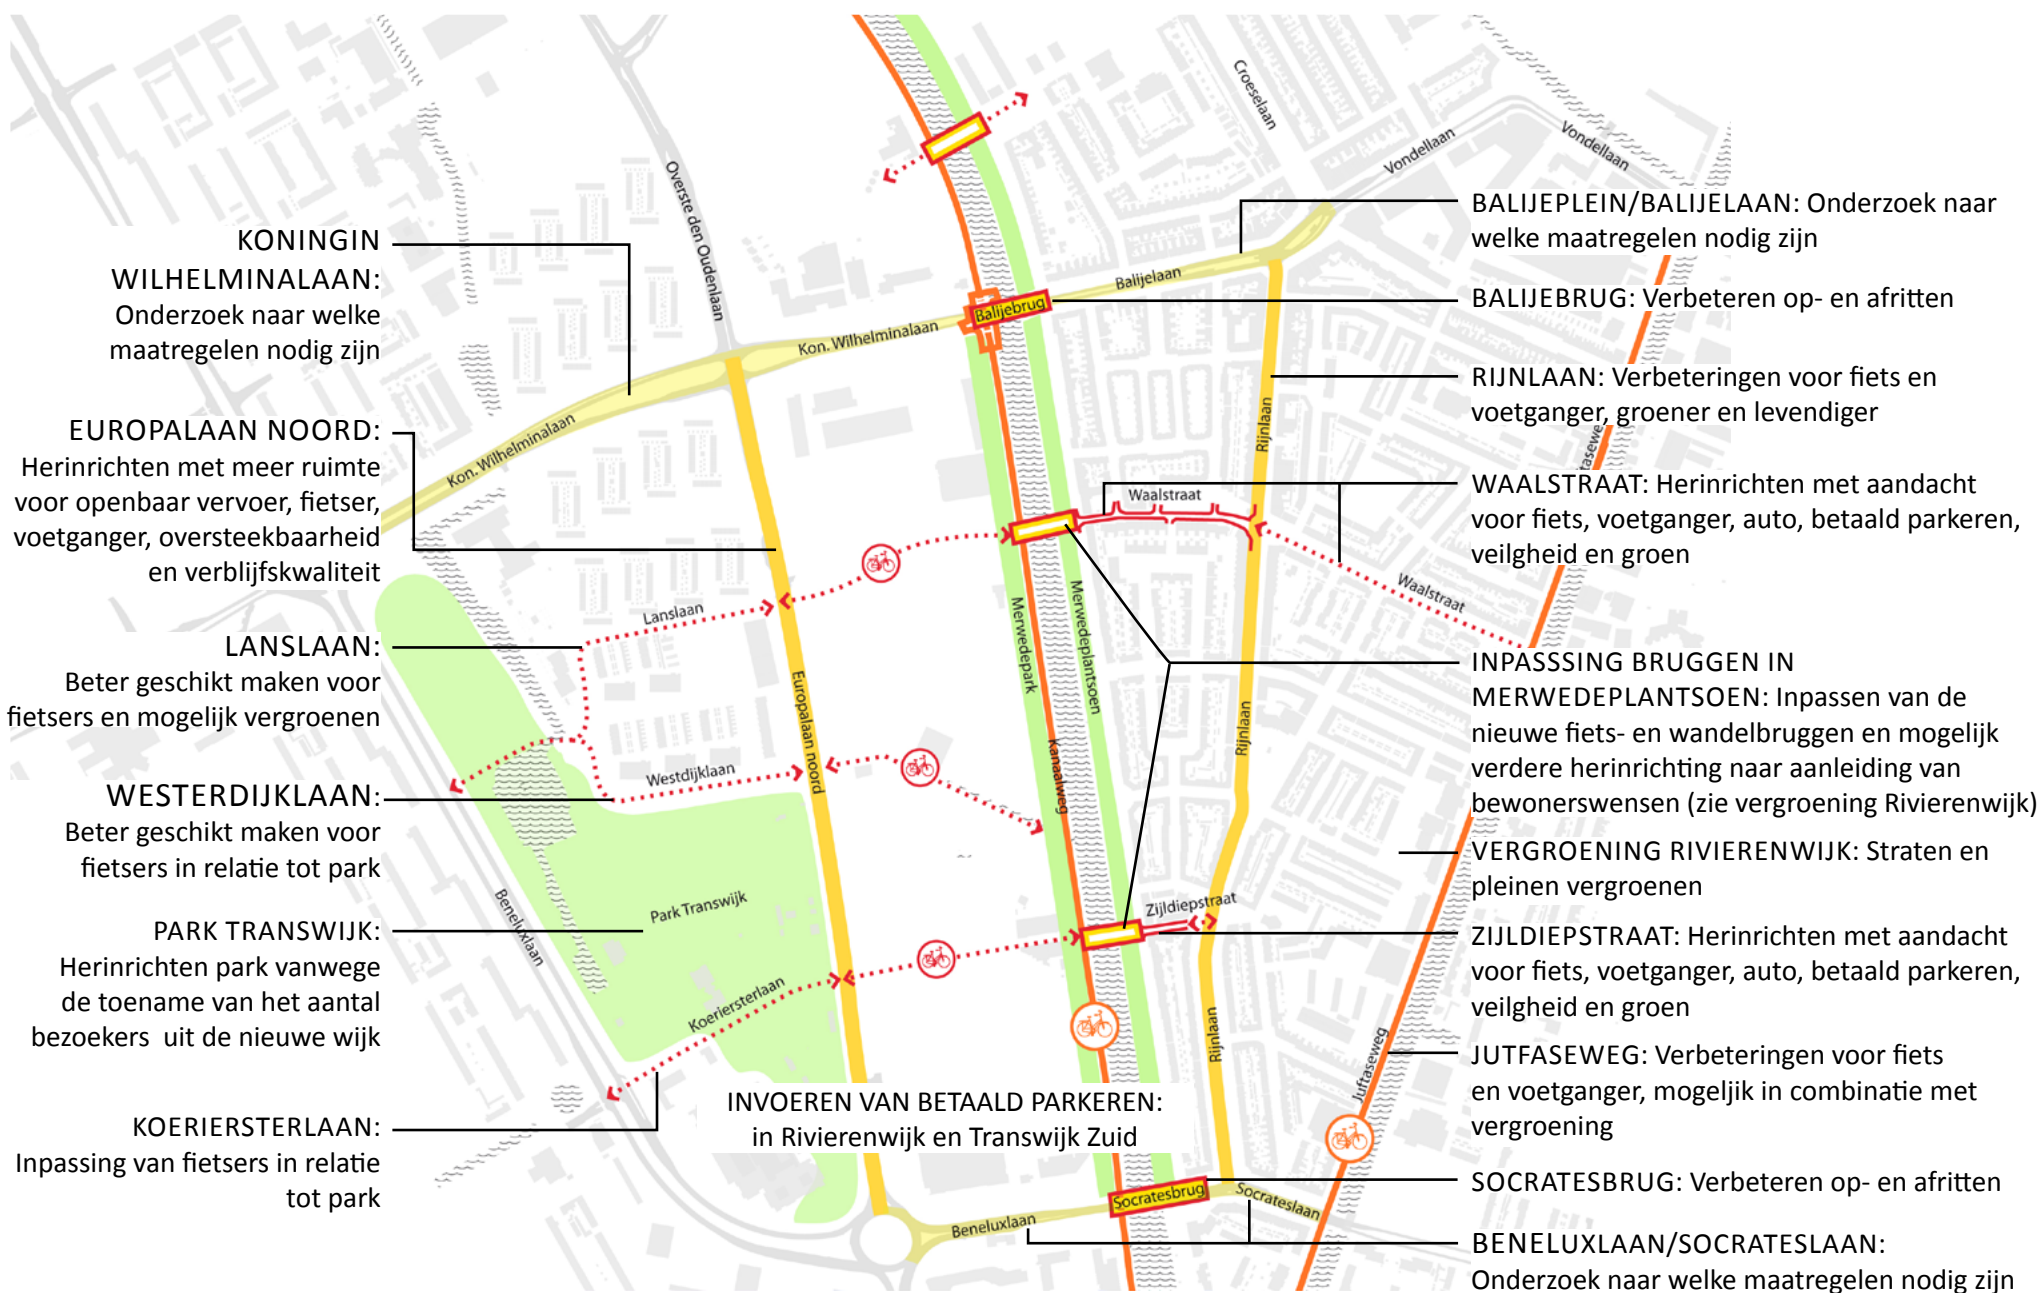 KONINGIN
WILHELMINALAAN:
Onderzoek naar welke
maatregelen nodig zijn
EUROPALAAN NOORD:
Herinrichten met meer ruimte
voor openbaar vervoer, fietser,
voetganger, oversteekbaarheid
en verblijfskwaliteit
LANSLAAN:
Beter geschikt maken voor
fietsers en mogelijk vergroenen
WESTERDIJKLAAN:
Beter geschikt maken voor
fietsers in relatie tot park
PARK TRANSWIJK:
Herinrichten park vanwege
de toename van het aantal
bezoekers uit de nieuwe wijk
KOERIERSTERLAAN:
Inpassing van fietsers in relatie
tot park
Overste den Oudenlaan
Croeselaan
Vondellaan
Vondellaan
Balijelaan
Balijebrug
Kon. Wilhelminalaan
Kon. Wilhelminalaan
Rijnlaan
Waalstraat
Waalstraat
Lanslaan
Merwedepark
Merwedeplantsoen
Europalaan noord
Rijnlaan
Kanaalweg
Westdijklaan
Park Transwijk
Beneluxlaan
Zijldiepstraat
Koeriersterlaan
Rijnlaan
Juftaseweg
taseweg
INVOEREN VAN BETAALD PARKEREN:
in Rivierenwijk en Transwijk Zuid
Socratesbrug
Socrateslaan
Beneluxlaan
BALIJEPLEIN/BALIJELAAN: Onderzoek naar
welke maatregelen nodig zijn
BALIJEBRUG: Verbeteren op- en afritten
RIJNLAAN: Verbeteringen voor fiets en
voetganger, groener en levendiger
WAALSTRAAT: Herinrichten met aandacht
voor fiets, voetganger, auto, betaald parkeren,
veilgheid en groen
INPASSSING BRUGGEN IN
MERWEDEPLANTSOEN: Inpassen van de
nieuwe fiets- en wandelbruggen en mogelijk
verdere herinrichting naar aanleiding van
bewonerswensen (zie vergroening Rivierenwijk)
VERGROENING RIVIERENWIJK: Straten en
pleinen vergroenen
ZIJLDIEPSTRAAT: Herinrichten met aandacht
voor fiets, voetganger, auto, betaald parkeren,
veilgheid en groen
JUTFASEWEG: Verbeteringen voor fiets
en voetganger, mogeljik in combinatie met
vergroening
SOCRATESBRUG: Verbeteren op- en afritten
BENELUXLAAN/SOCRATESLAAN:
Onderzoek naar welke maatregelen nodig zijn